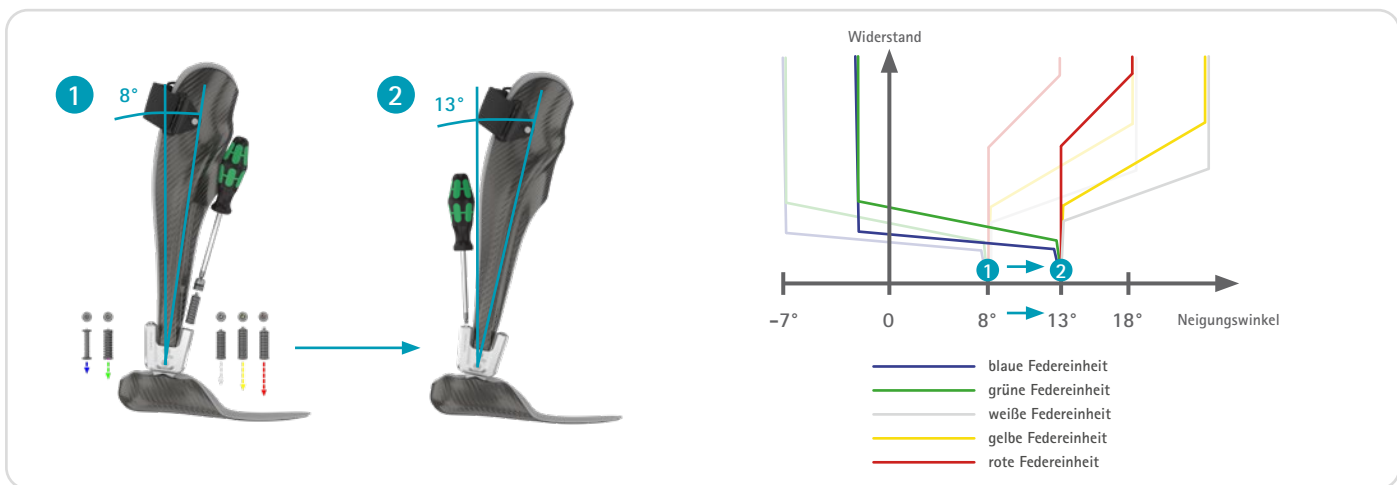 1
8°
2
13°
Widerstand
1
2
-7°
0
8°
13°
18°
Neigungswinkel
blaue Federeinheit
grüne Federeinheit
weiße Federeinheit
gelbe Federeinheit
rote Federeinheit